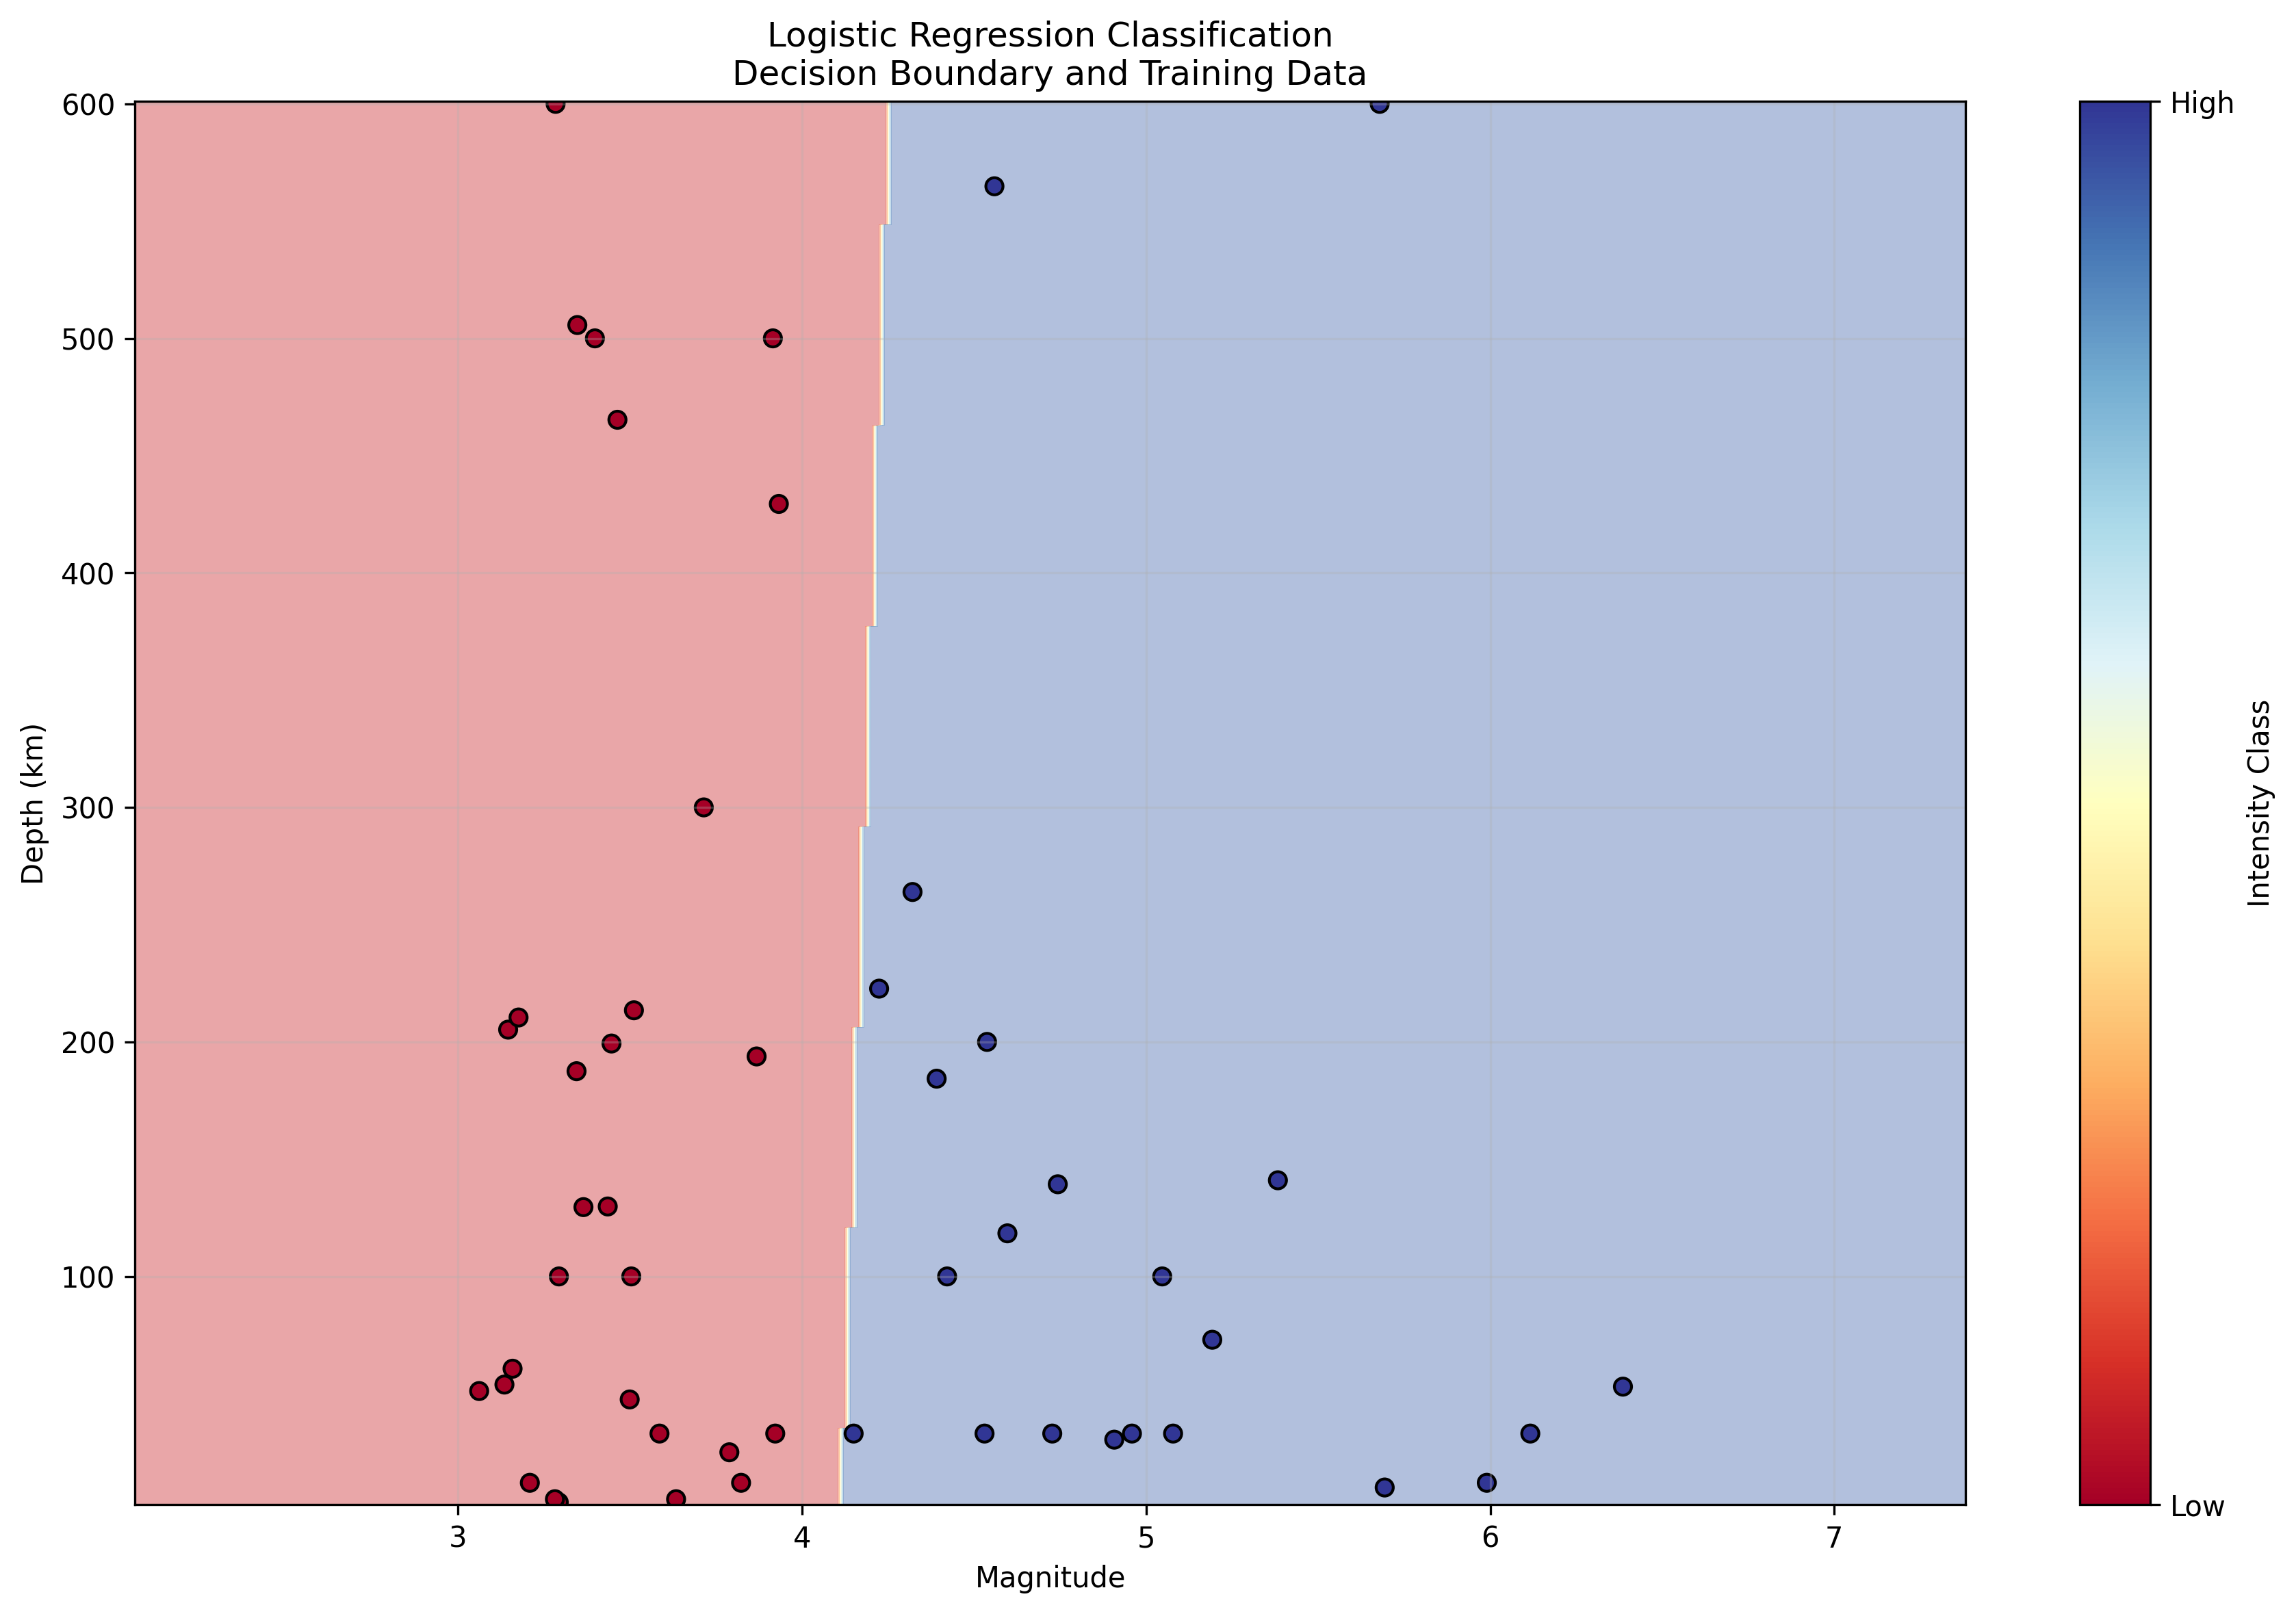 Logistic Regression Classification
Decision Boundary and Training Data
600
500
400
300
200
100
Depth (km)
3
4
5
6
7
Magnitude
High
Low
Intensity Class